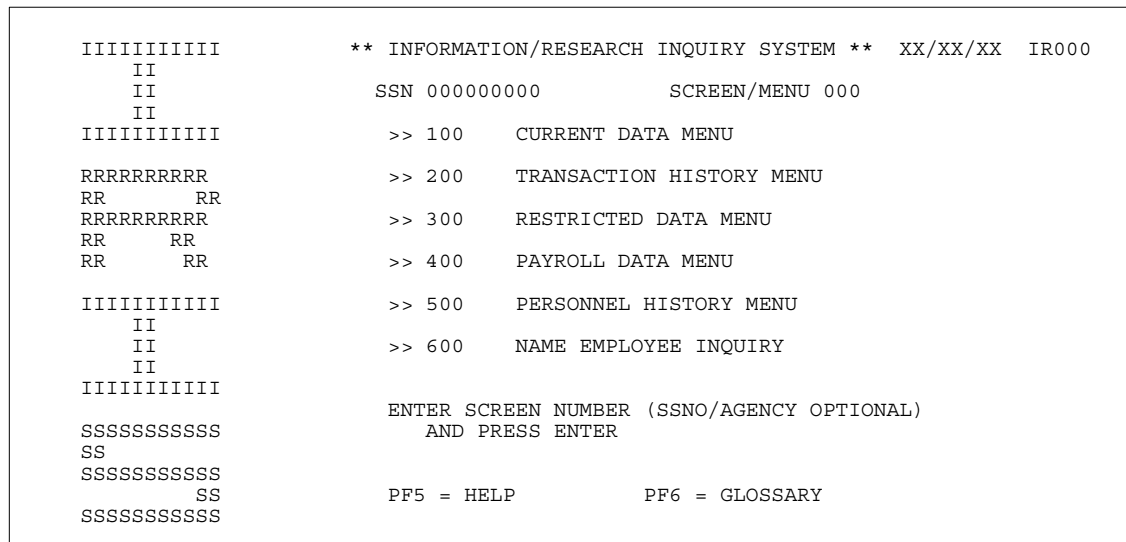 IIIIIIIIIII ** INFORMATION/RESEARCH INQUIRY SYSTEM ** XX/XX/XX IR000
II
II SSN 000000000 SCREEN/MENU 000
II
IIIIIIIIIII >> 100 CURRENT DATA MENU
RRRRRRRRRR >> 200 TRANSACTION HISTORY MENU
RR RR
RRRRRRRRRR >> 300 RESTRICTED DATA MENU
RR RR
RR RR >> 400 PAYROLL DATA MENU
IIIIIIIIIII >> 500 PERSONNEL HISTORY MENU
II
II >> 600 NAME EMPLOYEE INQUIRY
II
IIIIIIIIIII
ENTER SCREEN NUMBER (SSNO/AGENCY OPTIONAL)
SSSSSSSSSSS AND PRESS ENTER
SS
SSSSSSSSSSS
SS PF5 = HELP PF6 = GLOSSARY
SSSSSSSSSSS